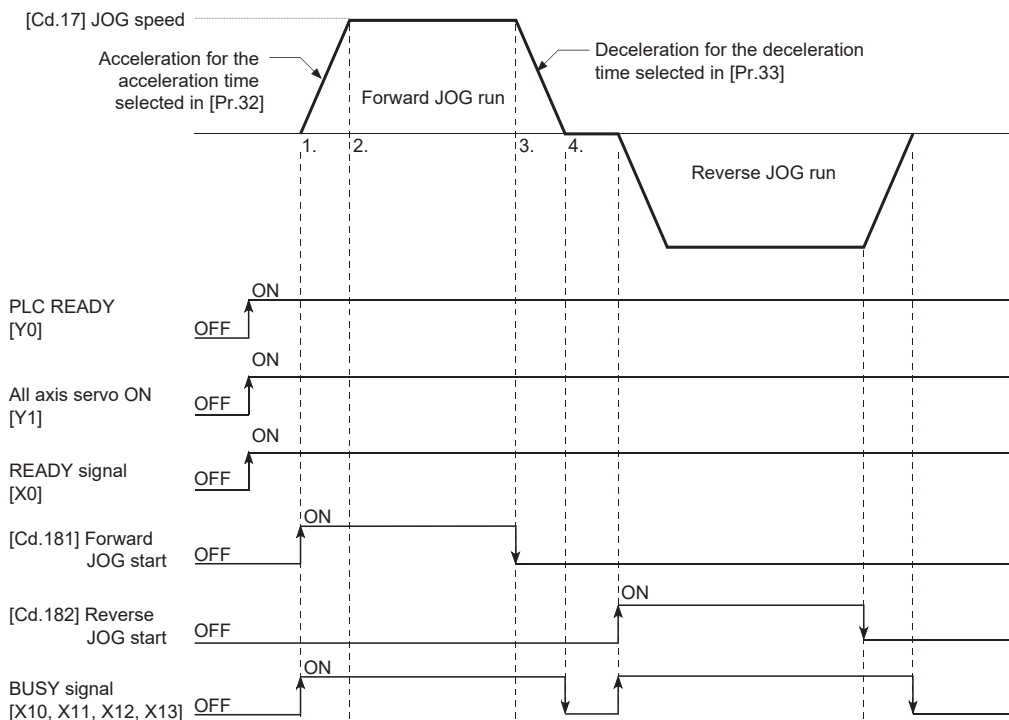 [Cd.17] JOG speed
Acceleration for the
acceleration time
selected in [Pr.32]
Deceleration for the deceleration
time selected in [Pr.33]
Forward JOG run
1.
2.
3.
4.
Reverse JOG run
ON
PLC READY
[Y0]
OFF
ON
All axis servo ON
[Y1]
OFF
ON
READY signal
[X0]
OFF
ON
[Cd.181] Forward
JOG start
OFF
ON
[Cd.182] Reverse
JOG start
OFF
ON
BUSY signal
[X10, X11, X12, X13]
OFF